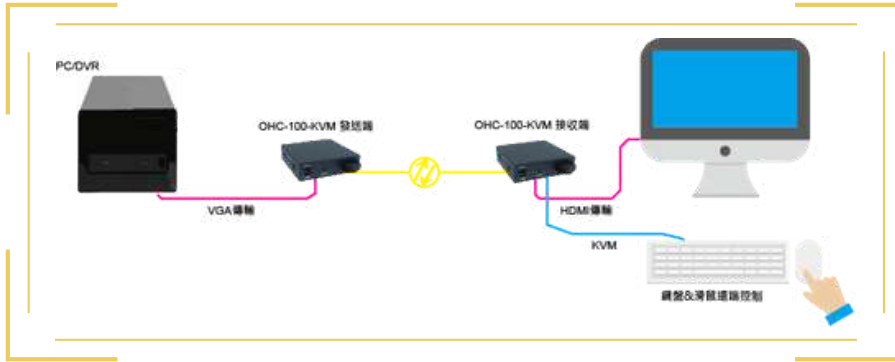 PC/DVR
OHC-100-KVM 發送端
OHC-100-KVM 接收端
VGA傳輸
HDMI傳輸
KVM
鍵盤&滑鼠遠端控制